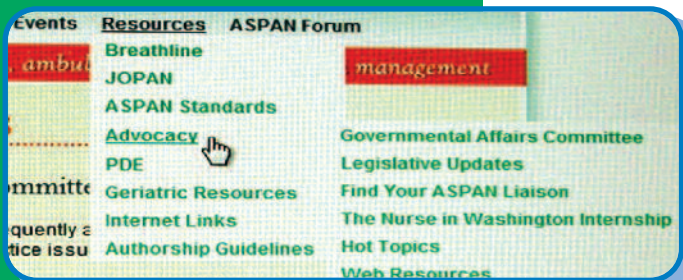 Events Resources ASPAN Forum
Breathline
, ambul management
JOPAN
ASPAN Standards
Advocacy Governmental Affairs Committee
PDE Legislative Updates
ommitte Geriatric Resources Find Your ASPAN Liaison
Internet Links The Nurse in Washington Internship
equently a
tice issu Authorship Guidelines Hot Topics
Web Resources